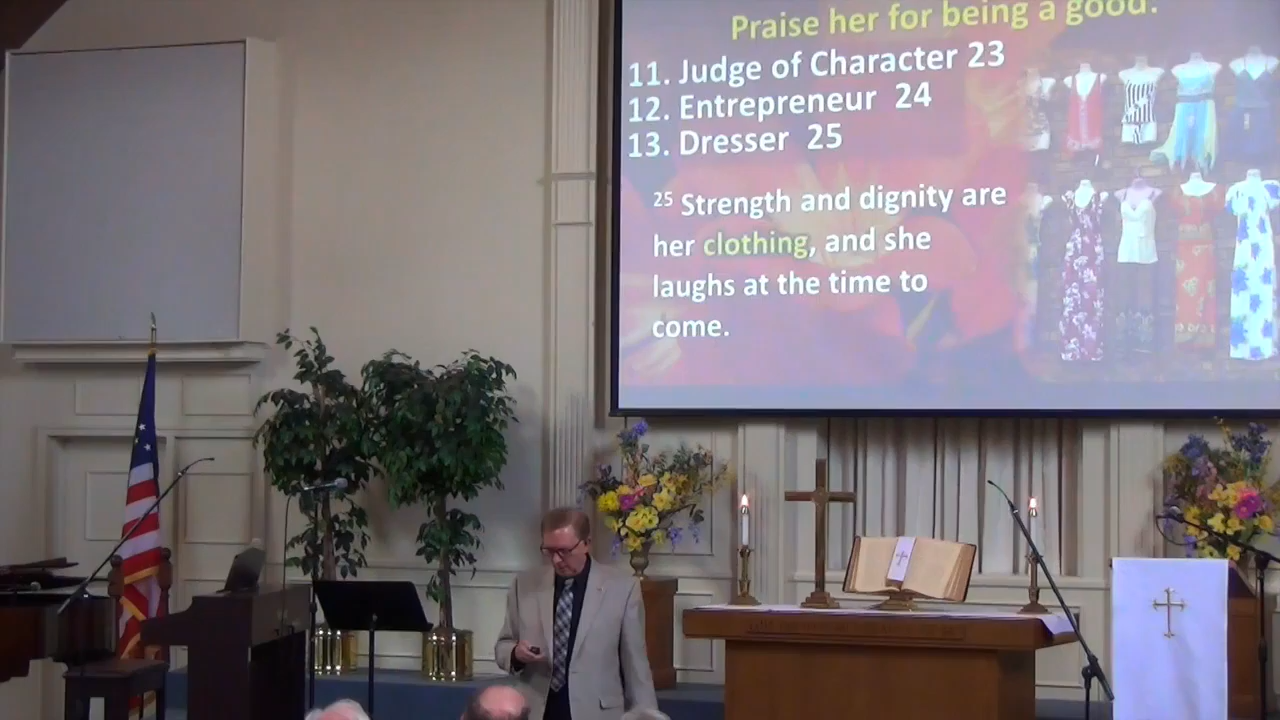 Praise her for being a good:
11. Judge of Character 23
12. Entrepreneur 24
13. Dresser 25
25 Strength and dignity are
her clothing, and she
laughs at the time to
come.